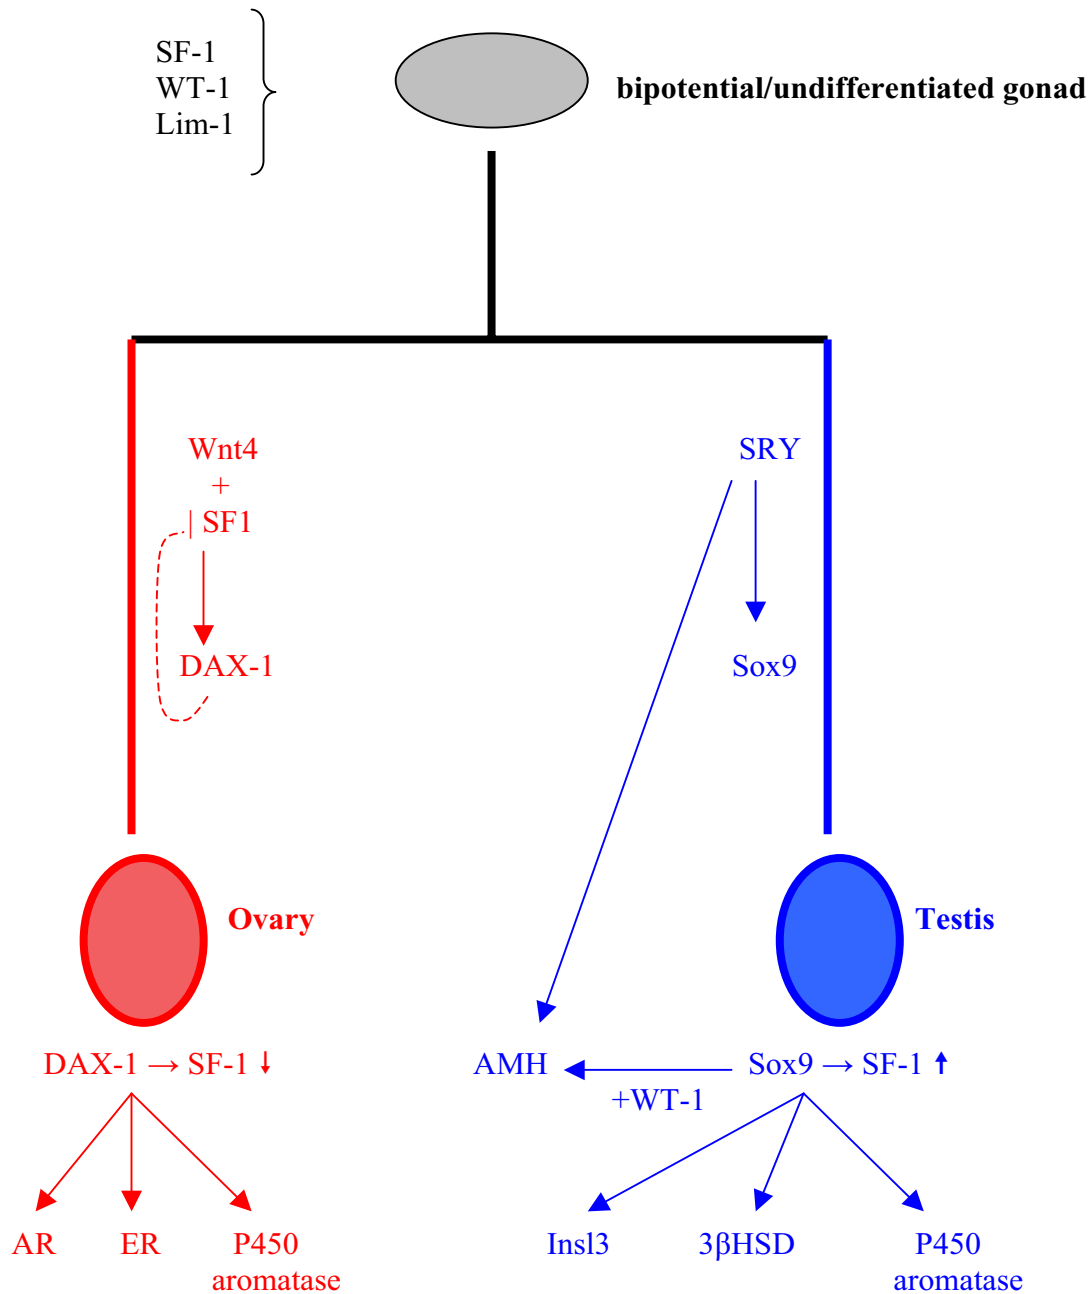 SF-1
WT-1
Lim-1
bipotential/undifferentiated gonad
Wnt4
+
| SF1
DAX-1
SRY
Sox9
Ovary
Testis
DAX-1 → SF-1 ↓
AMH
Sox9 → SF-1 ↑
+WT-1
AR
ER
P450
aromatase
Insl3
3βHSD
P450
aromatase